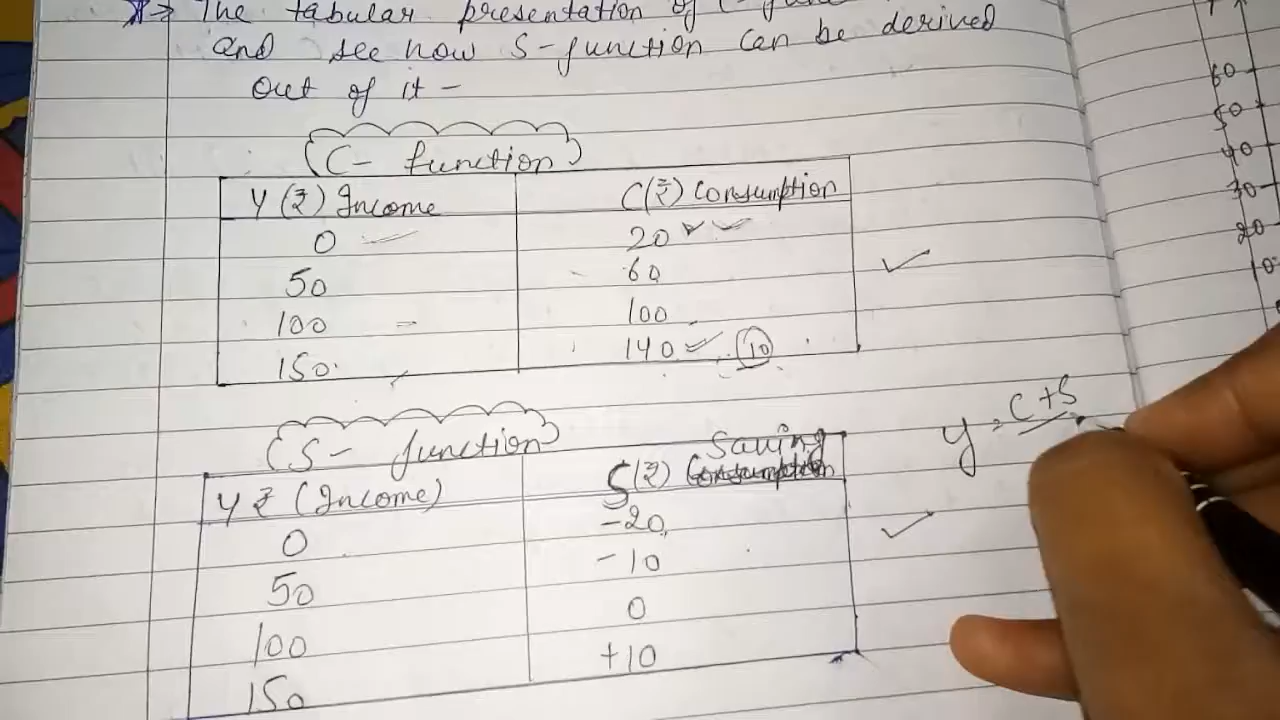 The tabular presentation of C-
and see how S-function can be derived
out of it -
C- function
Y (₹) Income C(₹) Consumption
0 20
50 60
100 100
150 140 10
S- function
Saving
Y ₹ (Income) S(₹) Consumption
0 -20
50 -10
100 0
150 +10
y = C+S
60
50
40
30
20
10